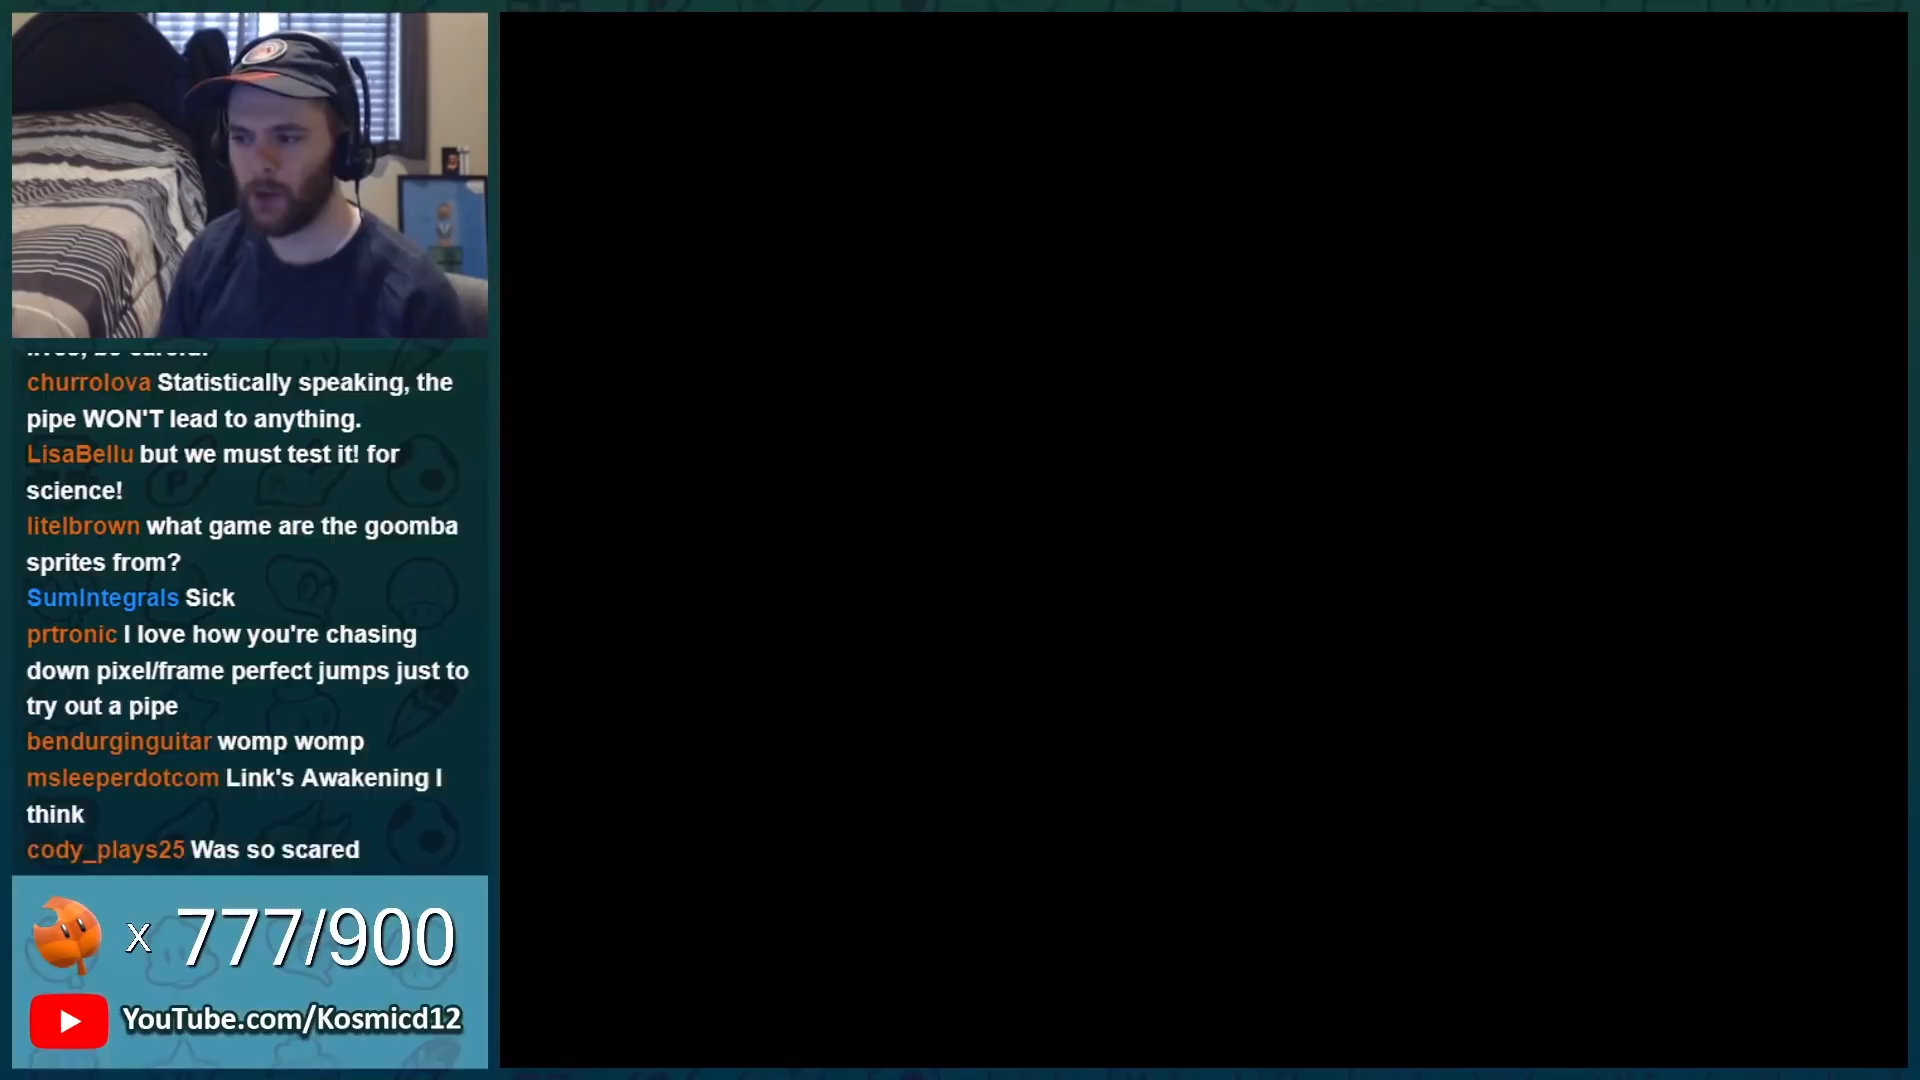 churrolova Statistically speaking, the
pipe WON'T lead to anything.
LisaBellu but we must test it! for
science!
litelbrown what game are the goomba
sprites from?
SumIntegrals Sick
prtronic I love how you're chasing
down pixel/frame perfect jumps just to
try out a pipe
bendurginguitar womp womp
msleeperdotcom Link's Awakening I
think
cody_plays25 Was so scared
x 777/900
YouTube.com/Kosmicd12